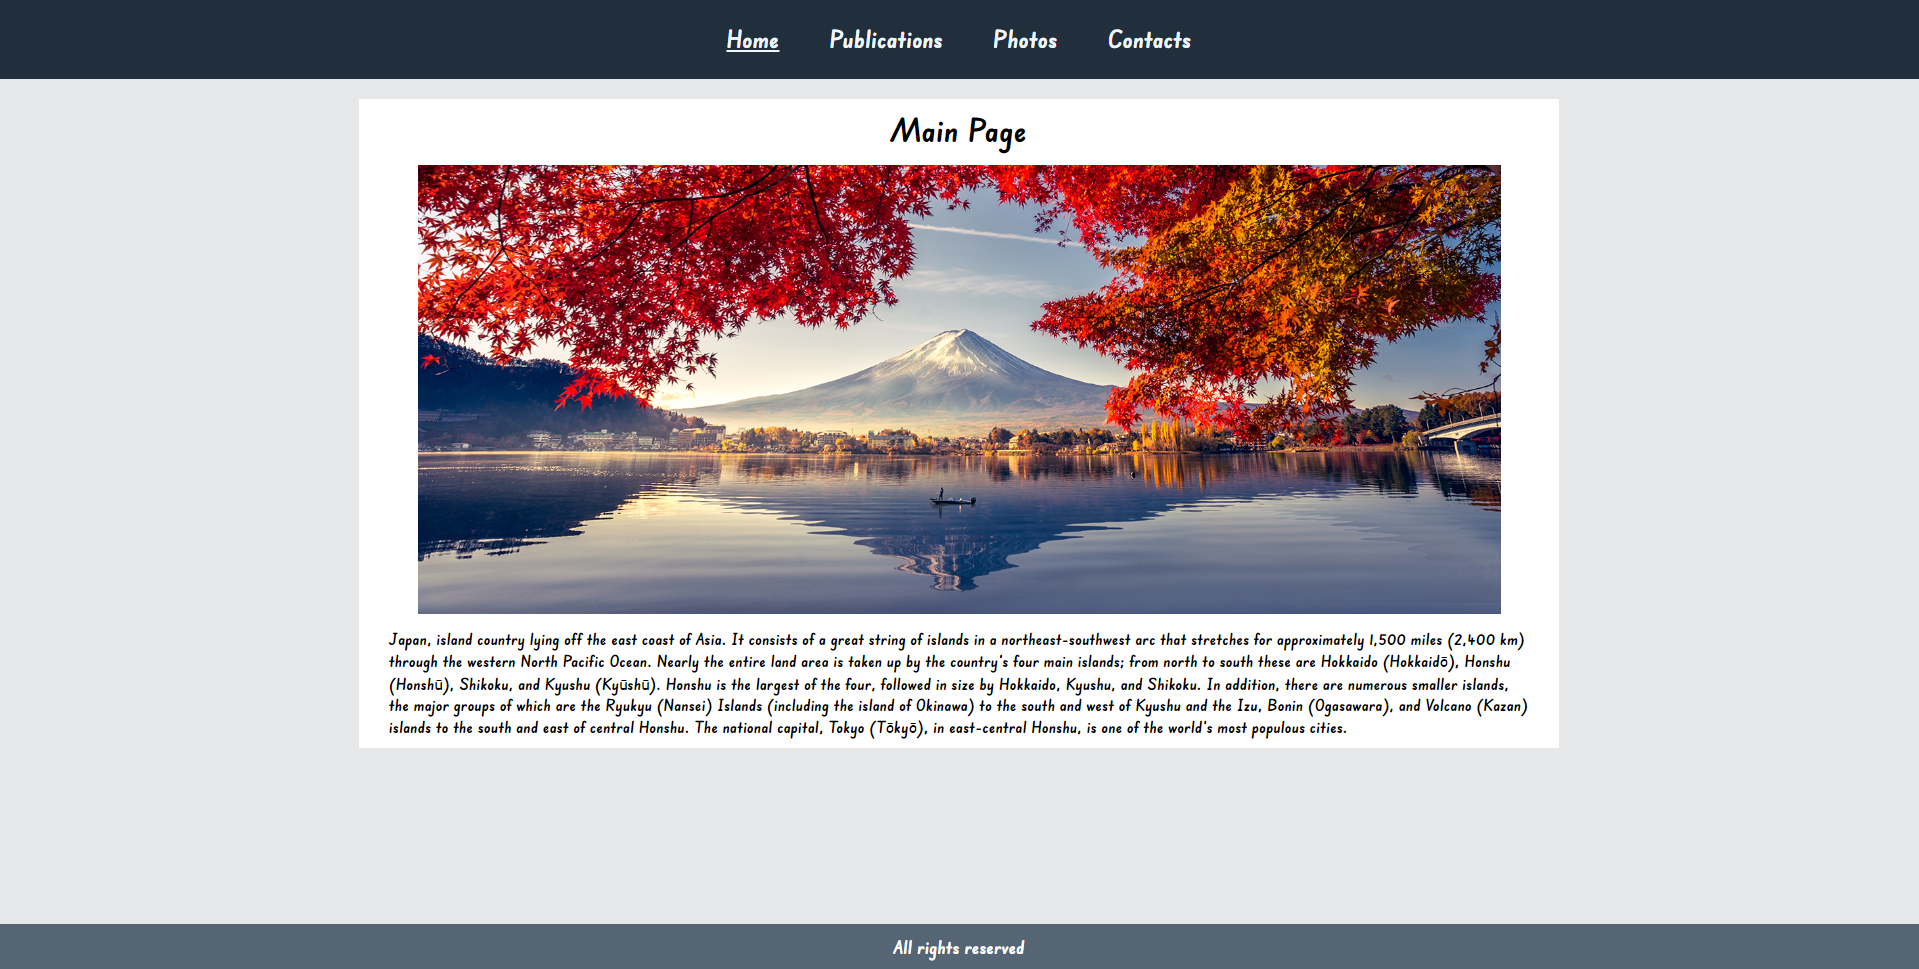 Home Publications Photos Contacts
Main Page
Japan, island country lying off the east coast of Asia. It consists of a great string of islands in a northeast-southwest arc that stretches for approximately 1,500 miles (2,400 km)
through the western North Pacific Ocean. Nearly the entire land area is taken up by the country's four main islands; from north to south these are Hokkaido (Hokkaidō), Honshu
(Honshū), Shikoku, and Kyushu (Kyūshū). Honshu is the largest of the four, followed in size by Hokkaido, Kyushu, and Shikoku. In addition, there are numerous smaller islands,
the major groups of which are the Ryukyu (Nansei) Islands (including the island of Okinawa) to the south and west of Kyushu and the Izu, Bonin (Ogasawara), and Volcano (Kazan)
islands to the south and east of central Honshu. The national capital, Tokyo (Tōkyō), in east-central Honshu, is one of the world's most populous cities.
All rights reserved